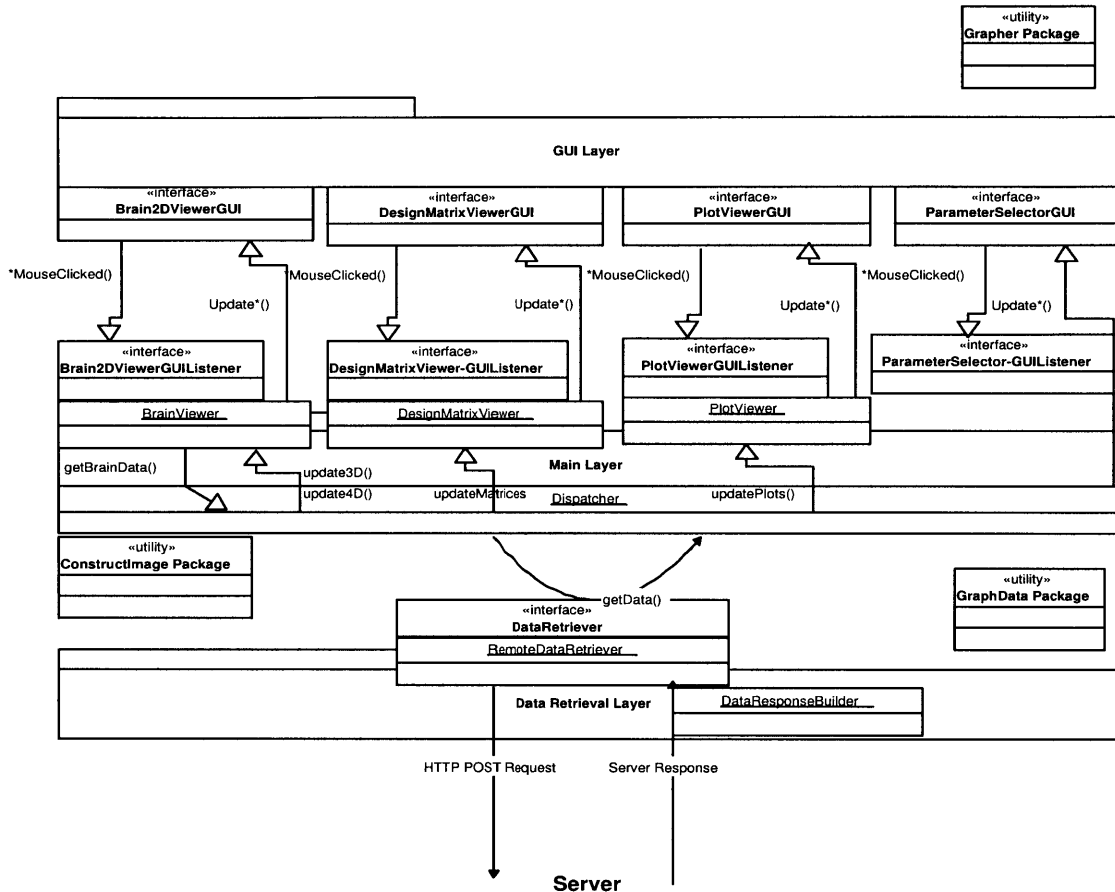 «utility»
Grapher Package
GUI Layer
«interface»
Brain2DViewerGUI
«interface»
DesignMatrixViewerGUI
«interface»
PlotViewerGUI
«interface»
ParameterSelectorGUI
*MouseClicked()
*MouseClicked()
*MouseClicked()
*MouseClicked()
Update*()
Update*()
Update*()
Update*()
«interface»
Brain2DViewerGUIListener
«interface»
DesignMatrixViewer-GUIListener
«interface»
PlotViewerGUIListener
«interface»
ParameterSelector-GUIListener
BrainViewer
DesignMatrixViewer
PlotViewer
getBrainData()
update3D()
update4D()
Main Layer
updateMatrices
Dispatcher
updatePlots()
«utility»
ConstructImage Package
getData()
«interface»
DataRetriever
RemoteDataRetriever
«utility»
GraphData Package
Data Retrieval Layer
DataResponseBuilder
HTTP POST Request
Server Response
Server